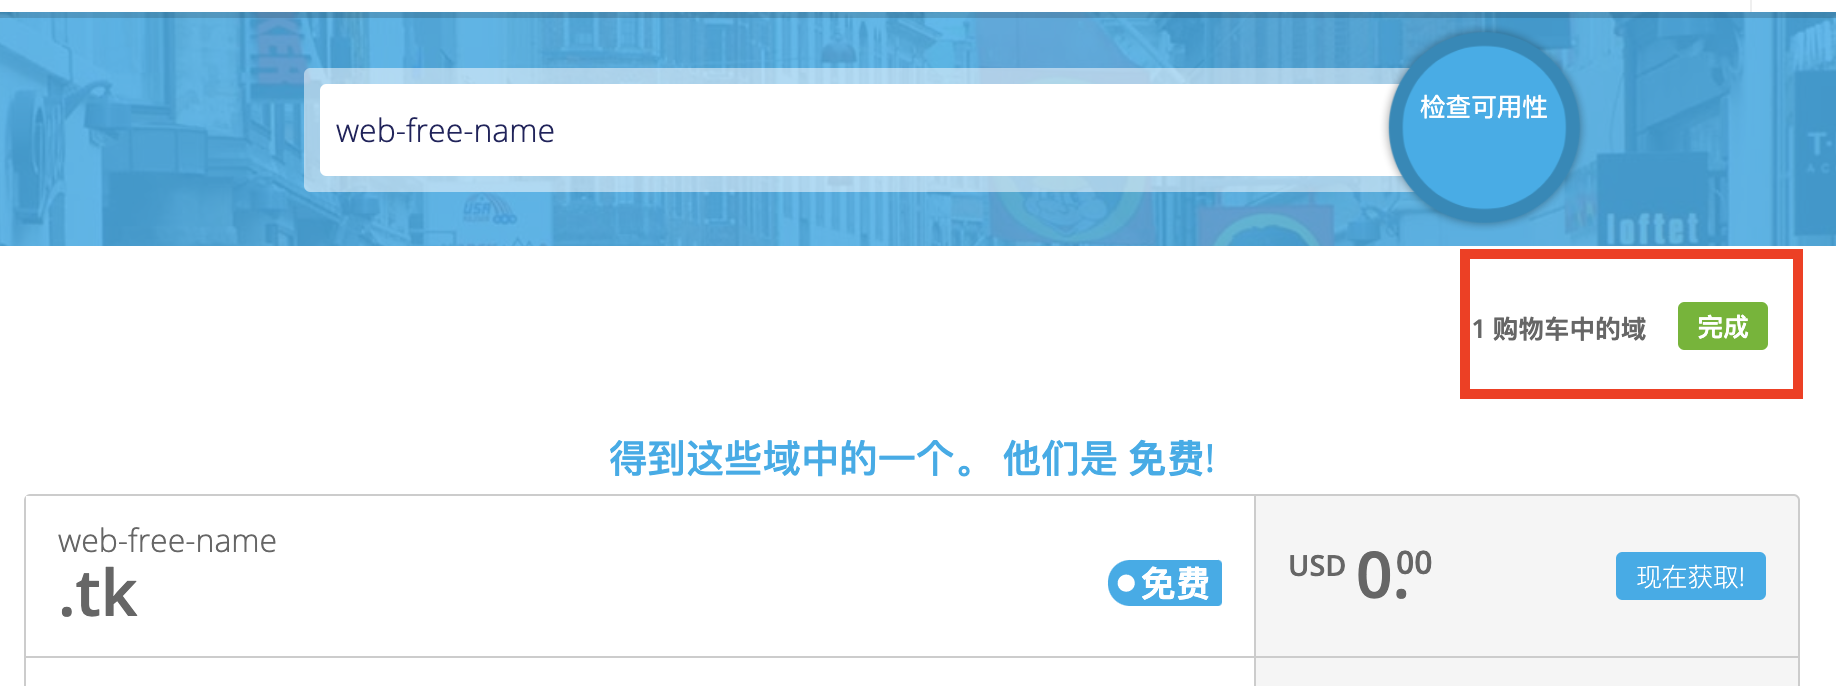 web-free-name
检查可用性
loftet
1 购物车中的域
完成
得到这些域中的一个。 他们是 免费!
web-free-name
.tk
免费
USD 0.00
现在获取!